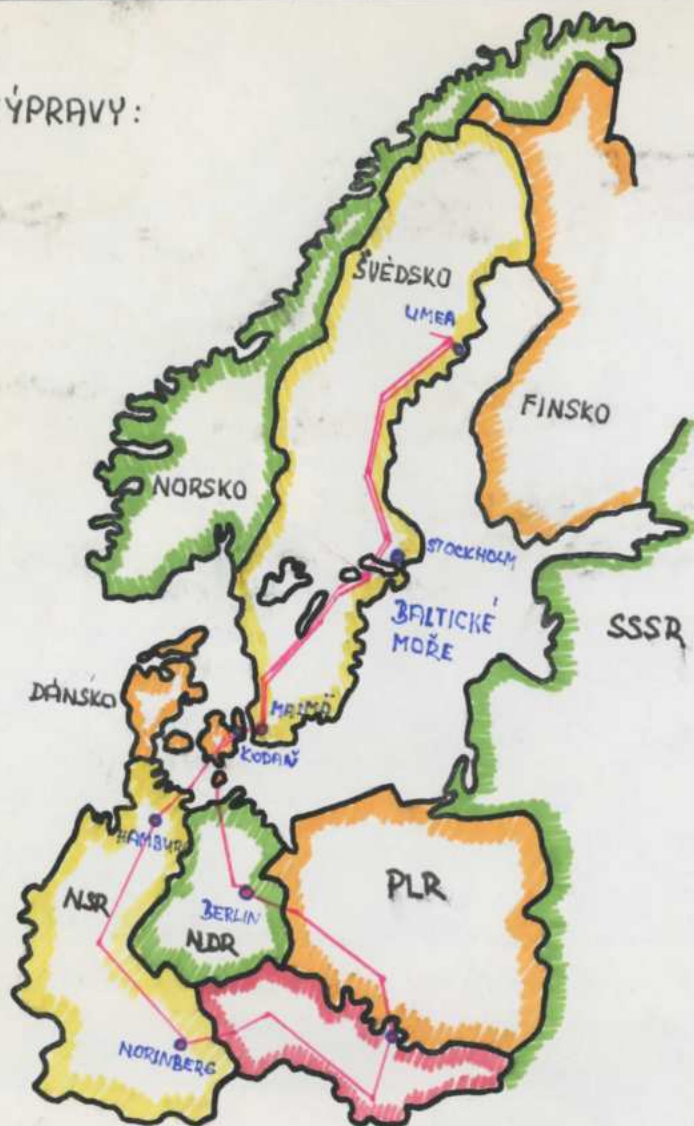 ÝPRAVY:
ŠVÉDSKO
UMEA
FINSKO
NORSKO
STOCKHOLM
BALTICKÉ
MOŘE
SSSR
DÁNSKO
MALMÖ
KODAŇ
HAMBURG
PLR
NSR
BERLIN
NDR
NORINBERG